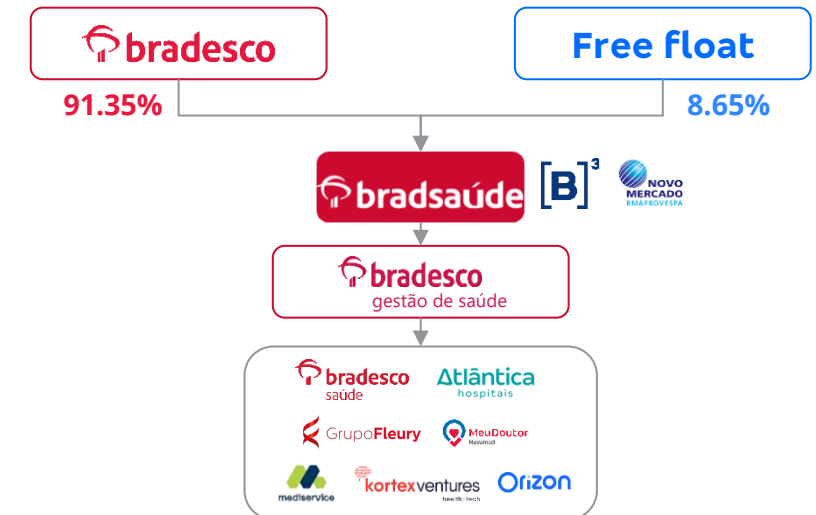 bradesco
Free float
91.35%
8.65%
bradsaúde
[B]³
NOVO
MERCADO
BM&FBOVESPA
bradesco
gestão de saúde
bradesco
saúde
Atlântica
hospitais
GrupoFleury
MeuDoutor
Novamed
mediservice
kortexventures
health-tech
Orizon